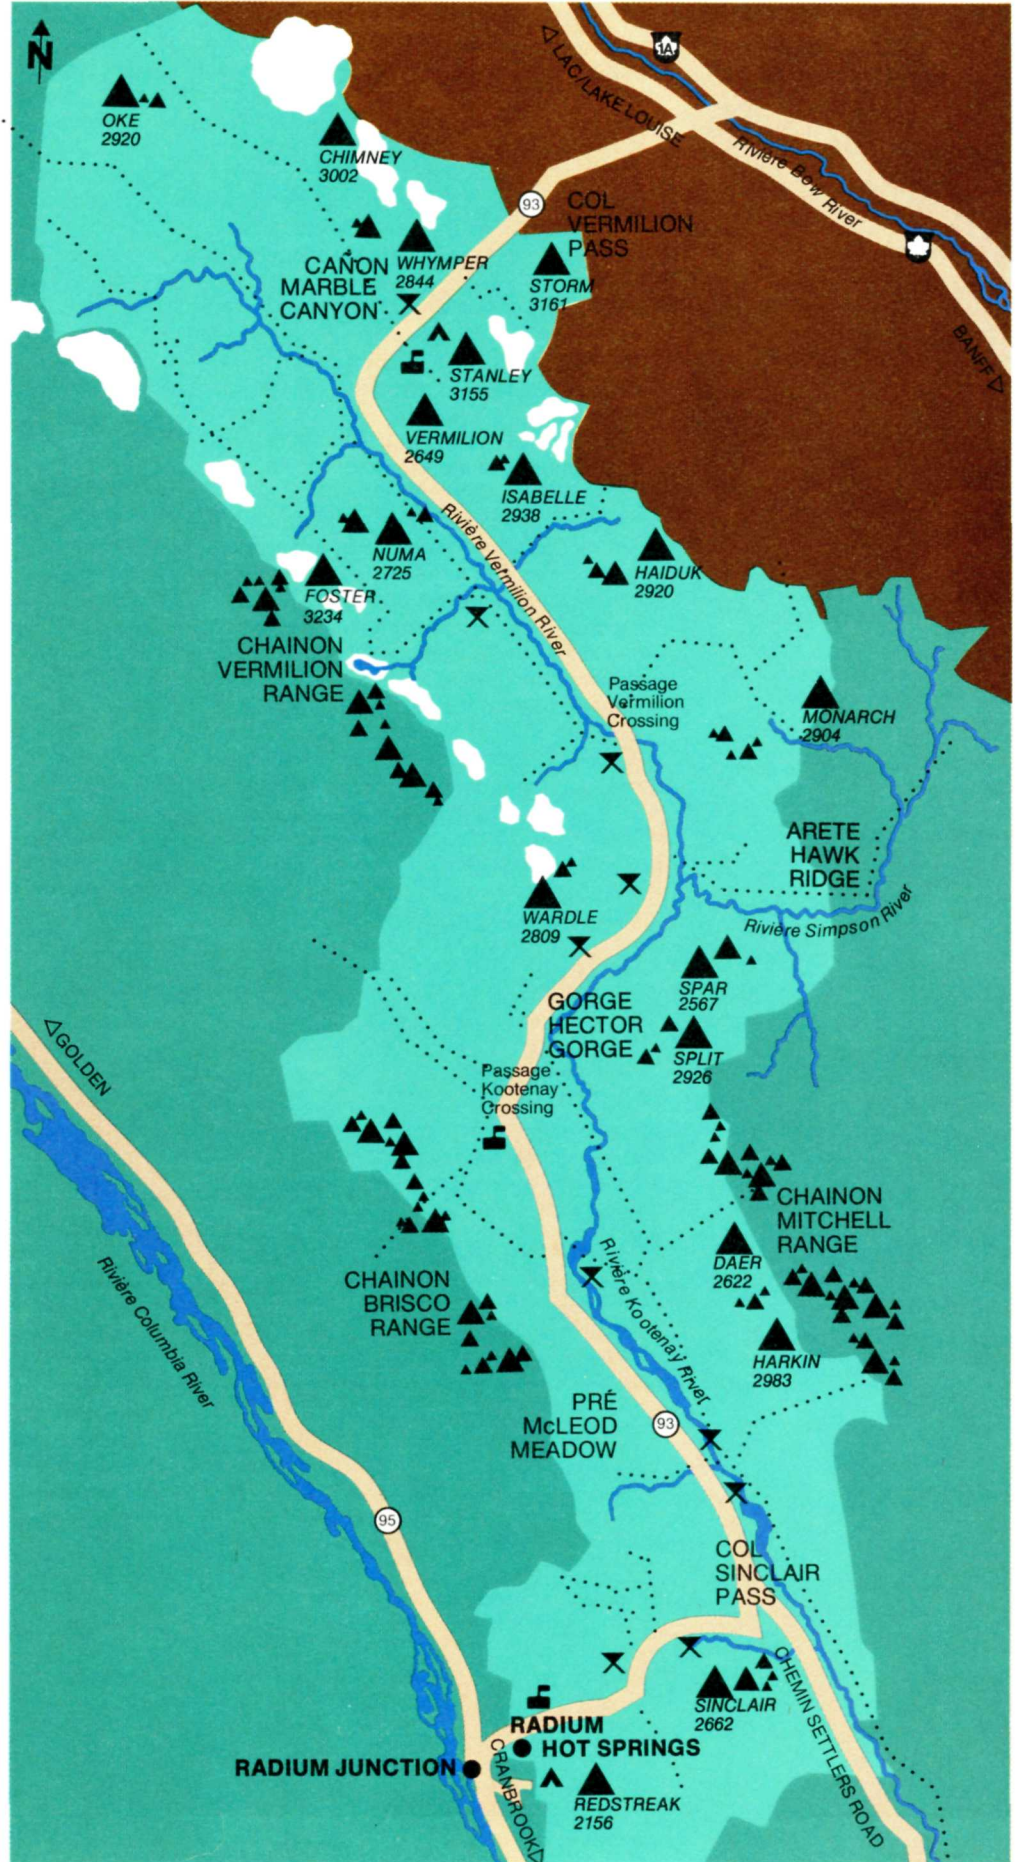 N
1A
◁ LAC/LAKE LOUISE
Rivière Bow River
BANFF ▷
OKE
2920
CHIMNEY
3002
93
COL
VERMILION
PASS
CAÑON
MARBLE
CANYON
WHYMPER
2844
STORM
3161
STANLEY
3155
VERMILION
2649
ISABELLE
2938
Rivière Vermilion River
NUMA
2725
HAIDUK
2920
FOSTER
3234
CHAINON
VERMILION
RANGE
Passage
Vermilion
Crossing
MONARCH
2904
ARETE
HAWK
RIDGE
WARDLE
2809
Rivière Simpson River
SPAR
2567
GORGE
HECTOR
GORGE
SPLIT
2926
◁ GOLDEN
Passage
Kootenay
Crossing
CHAINON
MITCHELL
RANGE
DAER
2622
Rivière Kootenay River
Rivière Columbia River
CHAINON
BRISCO
RANGE
HARKIN
2983
PRÉ
McLEOD
MEADOW
93
95
COL
SINCLAIR
PASS
CHEMIN SETTLERS ROAD
SINCLAIR
2662
RADIUM
HOT SPRINGS
RADIUM JUNCTION
CRANBROOK ▷
REDSTREAK
2156